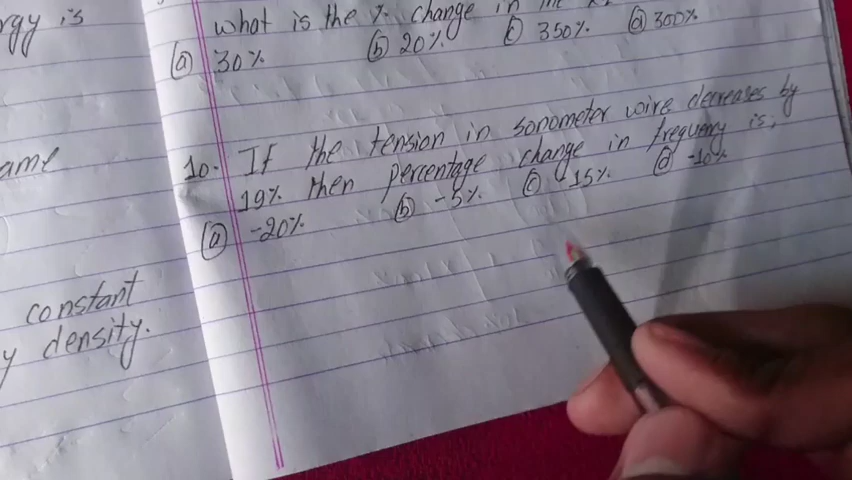 rgy is
ame
constant
y density.
what is the % change in
(a) 30% (b) 20% (c) 350% (d) 300%
10. If the tension in sonometer wire decreases by
19% then percentage change in frequency is;
(a) -20% (b) -5% (c) -15% (d) -10%